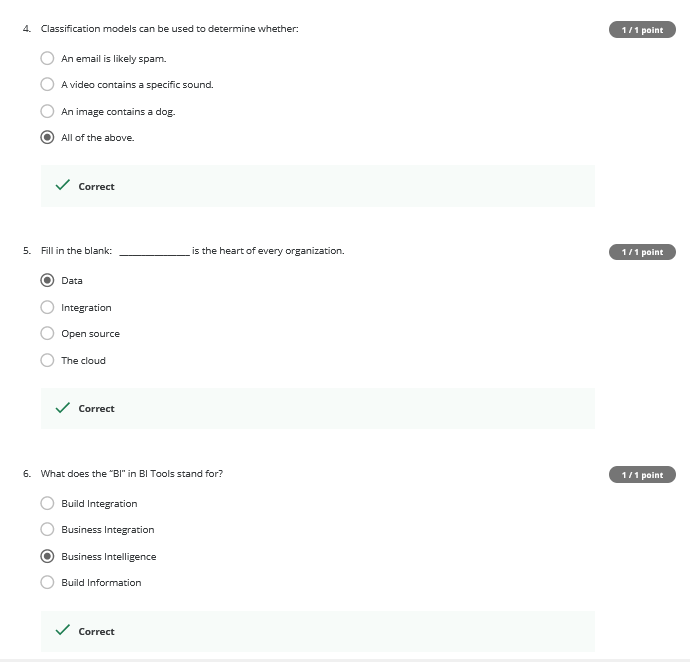 4. Classification models can be used to determine whether:
1 / 1 point
An email is likely spam.
A video contains a specific sound.
An image contains a dog.
All of the above.
Correct
5. Fill in the blank: ______________ is the heart of every organization.
1 / 1 point
Data
Integration
Open source
The cloud
Correct
6. What does the "BI" in BI Tools stand for?
1 / 1 point
Build Integration
Business Integration
Business Intelligence
Build Information
Correct